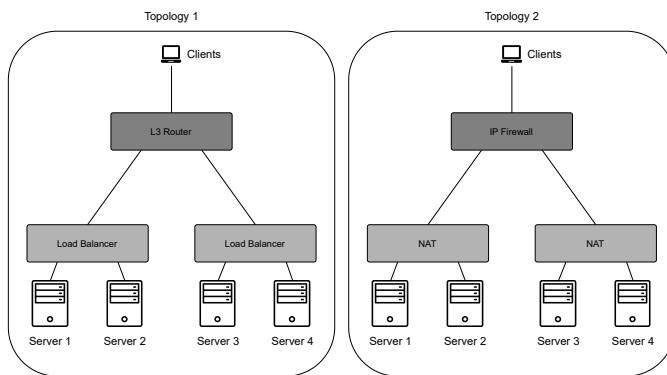 Topology 1
Clients
L3 Router
Load Balancer
Load Balancer
Server 1
Server 2
Server 3
Server 4
Topology 2
Clients
IP Firewall
NAT
NAT
Server 1
Server 2
Server 3
Server 4